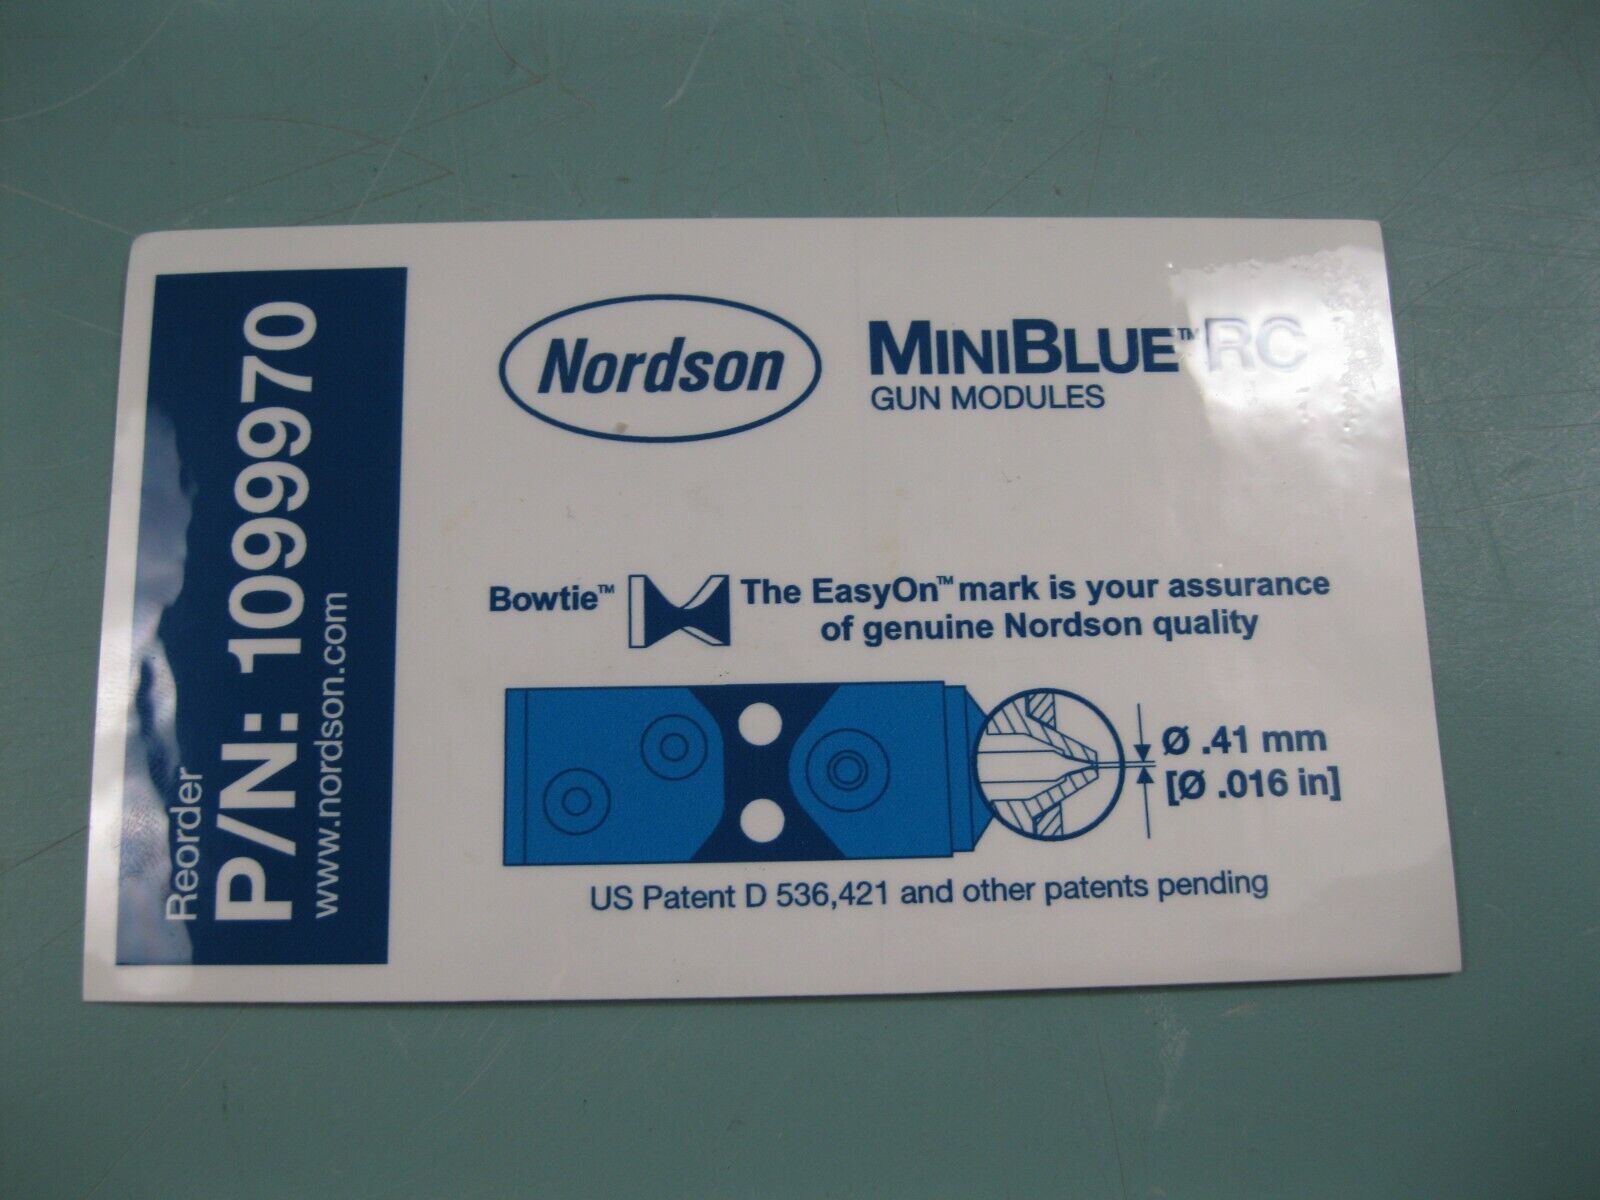 Reorder
P/N: 1099970
www.nordson.com
Nordson
MINIBLUE™ RC
GUN MODULES
Bowtie™
The EasyOn™ mark is your assurance
of genuine Nordson quality
Ø .41 mm
[Ø .016 in]
US Patent D 536,421 and other patents pending